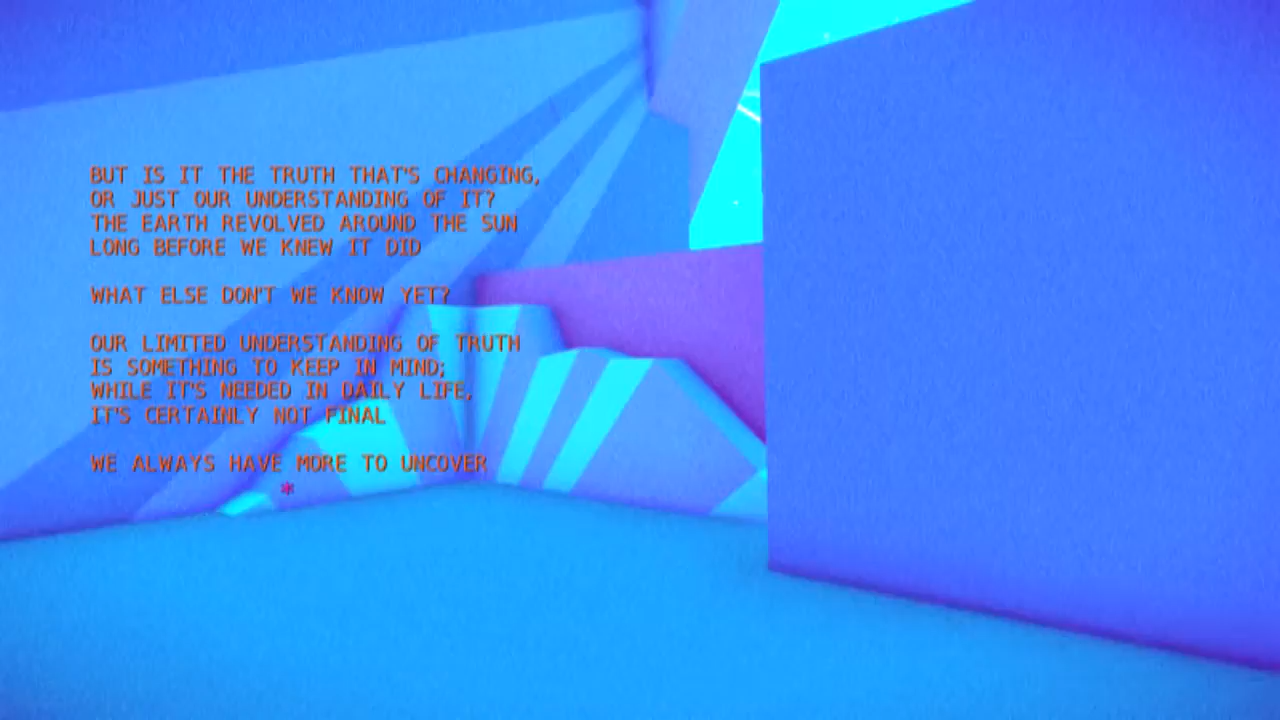 BUT IS IT THE TRUTH THAT'S CHANGING,
OR JUST OUR UNDERSTANDING OF IT?
THE EARTH REVOLVED AROUND THE SUN
LONG BEFORE WE KNEW IT DID
WHAT ELSE DON'T WE KNOW YET?
OUR LIMITED UNDERSTANDING OF TRUTH
IS SOMETHING TO KEEP IN MIND;
WHILE IT'S NEEDED IN DAILY LIFE,
IT'S CERTAINLY NOT FINAL
WE ALWAYS HAVE MORE TO UNCOVER
*